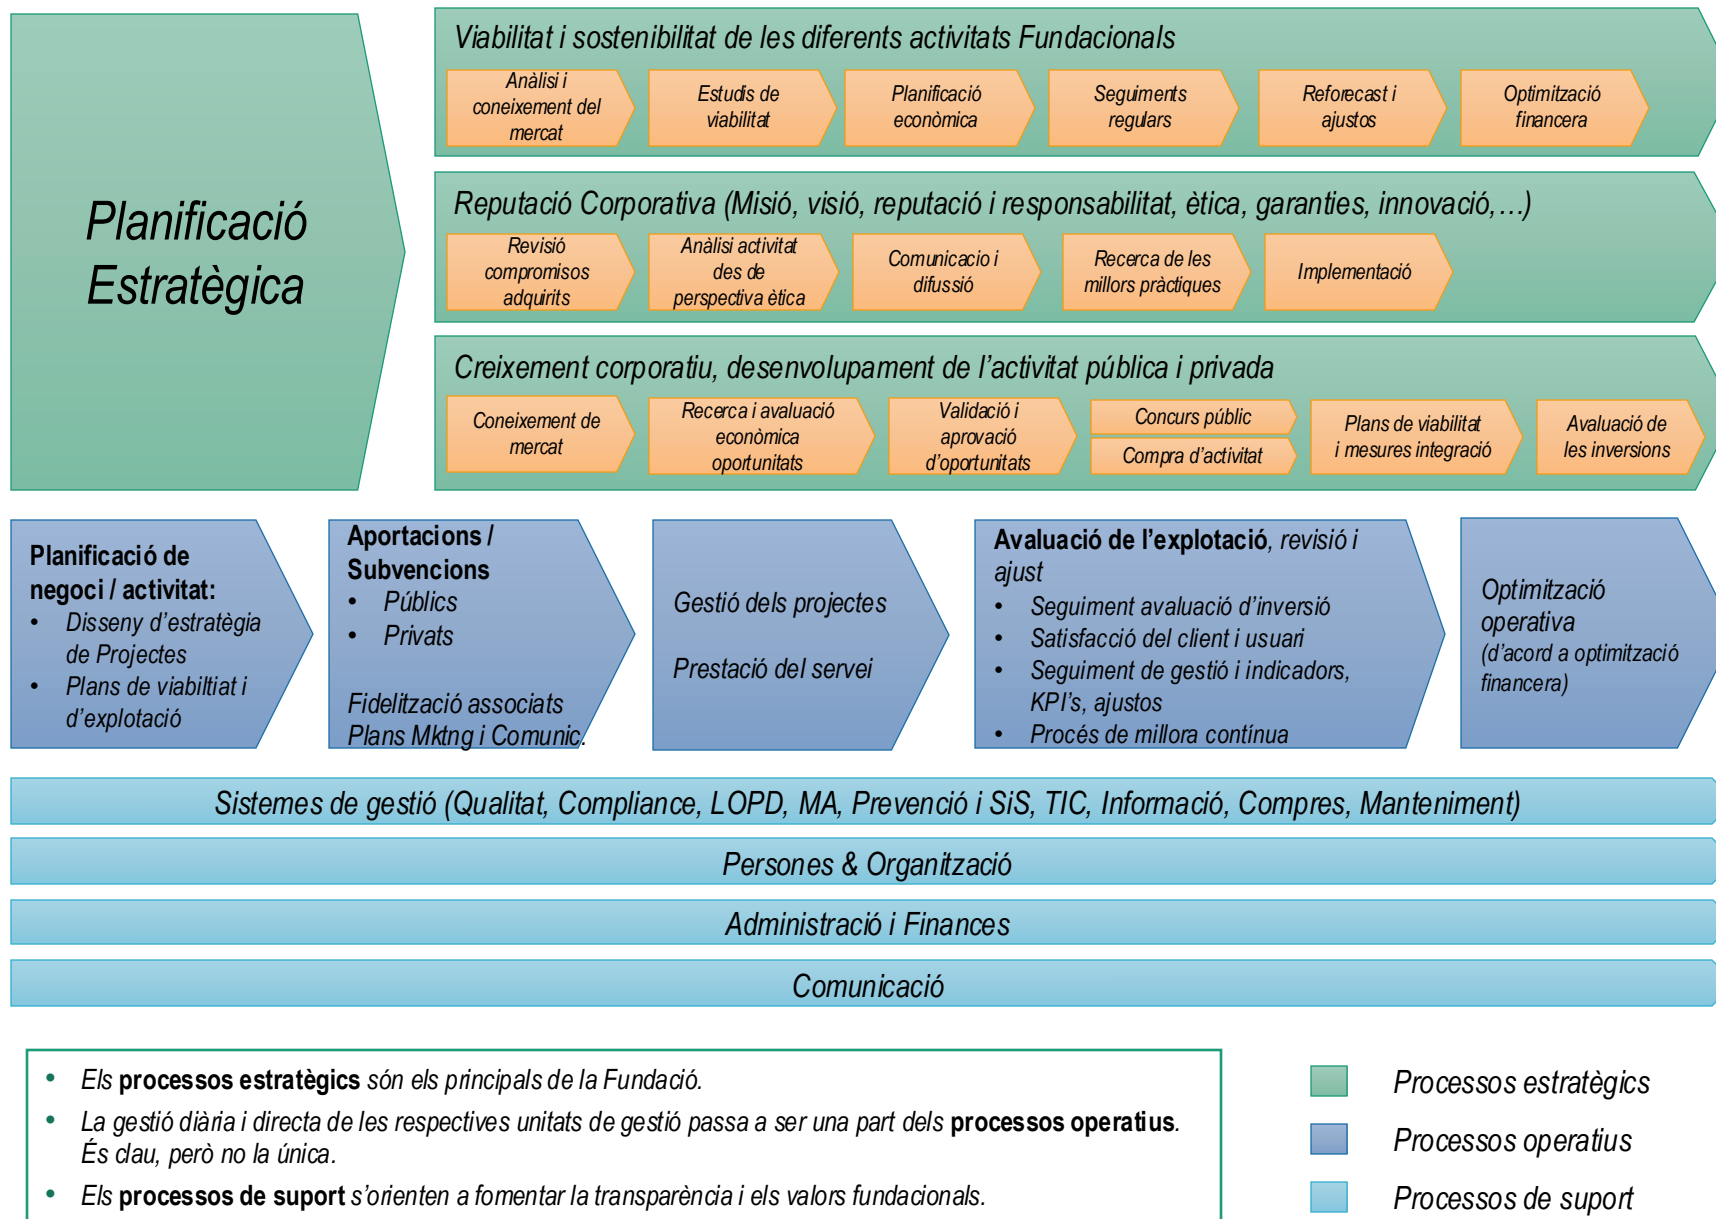 Planificació
Estratègica
Viabilitat i sostenibilitat de les diferents activitats Fundacionals
Anàlisi i
coneixement del
mercat
Estudis de
viabilitat
Planificació
econòmica
Seguiments
regulars
Reforecast i
ajustos
Optimització
financera
Reputació Corporativa (Misió, visió, reputació i responsabilitat, ètica, garanties, innovació,…)
Revisió
compromisos
adquirits
Anàlisi activitat
des de
perspectiva ètica
Comunicacio i
difussió
Recerca de les
millors pràctiques
Implementació
Creixement corporatiu, desenvolupament de l’activitat pública i privada
Coneixement de
mercat
Recerca i avaluació
econòmica
oportunitats
Validació i
aprovació
d’oportunitats
Concurs públic
Compra d’activitat
Plans de viabilitat
i mesures integració
Avaluació de
les inversions
Planificació de
negoci / activitat:
• Disseny d’estratègia
de Projectes
• Plans de viabiltiat i
d’explotació
Aportacions /
Subvencions
• Públics
• Privats
Fidelització associats
Plans Mktng i Comunic.
Gestió dels projectes
Prestació del servei
Avaluació de l’explotació, revisió i
ajust
• Seguiment avaluació d’inversió
• Satisfacció del client i usuari
• Seguiment de gestió i indicadors,
KPI’s, ajustos
• Procés de millora contínua
Optimització
operativa
(d’acord a optimització
financera)
Sistemes de gestió (Qualitat, Compliance, LOPD, MA, Prevenció i SiS, TIC, Informació, Compres, Manteniment)
Persones & Organització
Administració i Finances
Comunicació
• Els processos estratègics són els principals de la Fundació.
• La gestió diària i directa de les respectives unitats de gestió passa a ser una part dels processos operatius.
És clau, però no la única.
• Els processos de suport s’orienten a fomentar la transparència i els valors fundacionals.
Processos estratègics
Processos operatius
Processos de suport